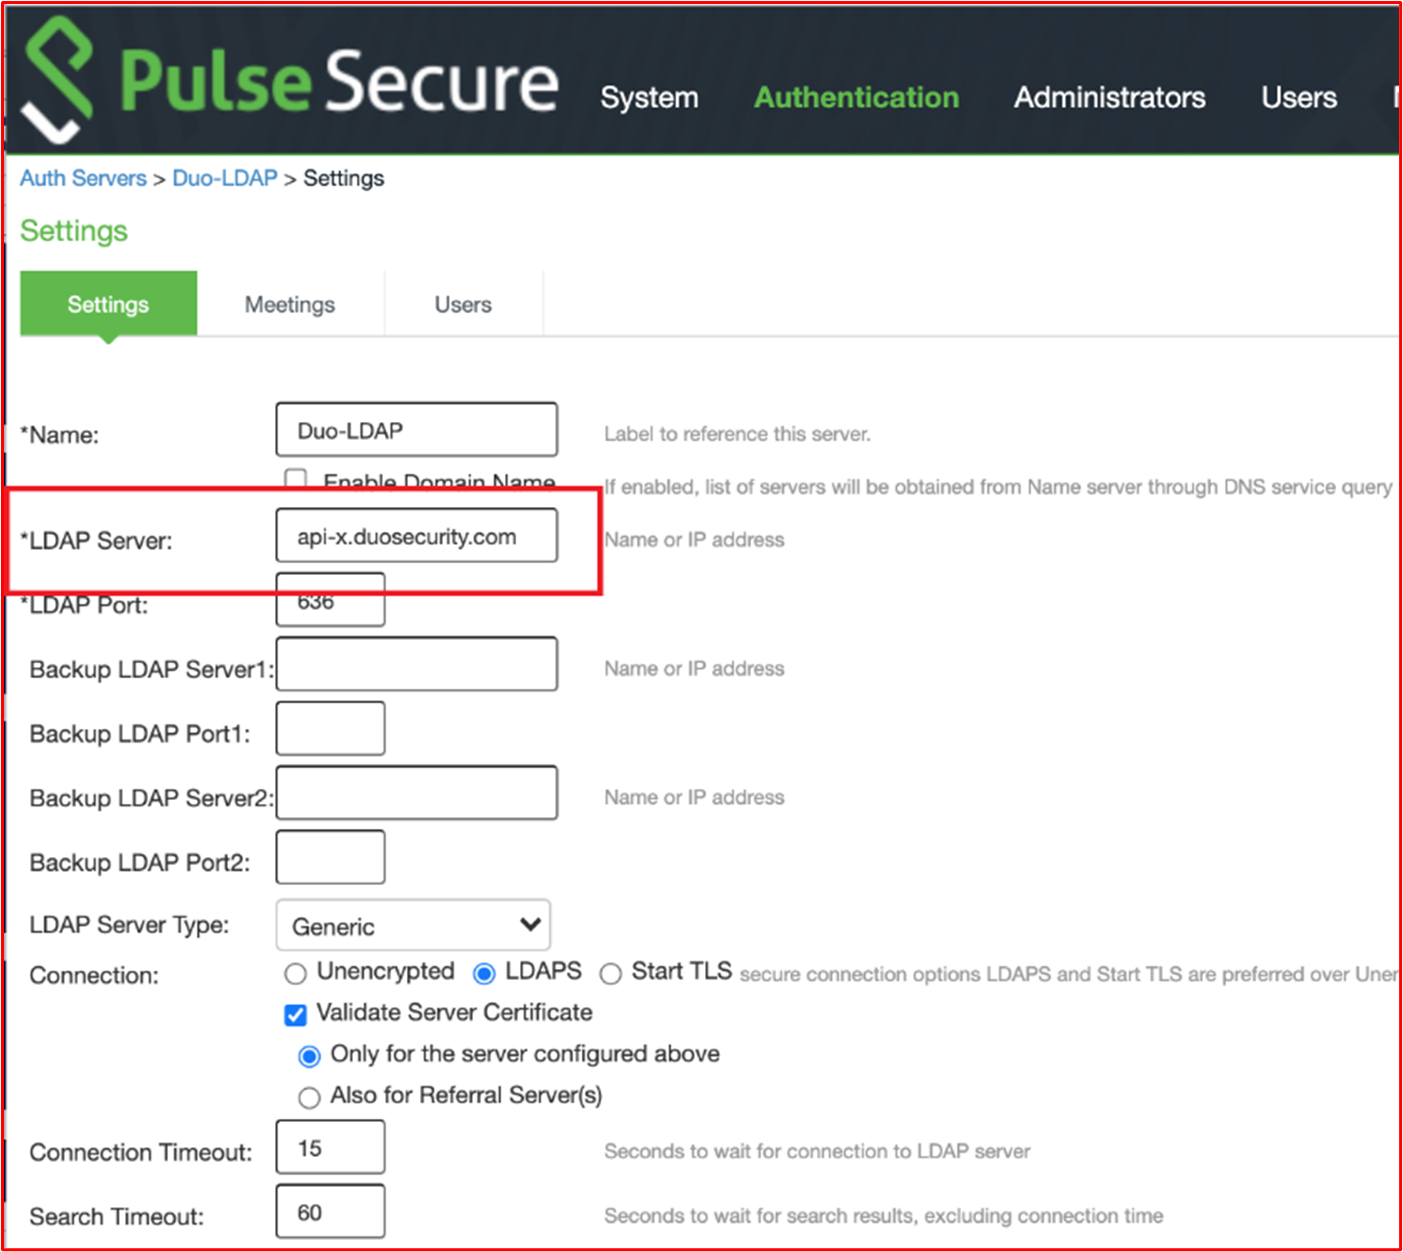 Pulse Secure System Authentication Administrators Users
Auth Servers > Duo-LDAP > Settings
Settings
Settings Meetings Users
*Name: Duo-LDAP Label to reference this server.
Enable Domain Name If enabled, list of servers will be obtained from Name server through DNS service query
*LDAP Server: api-x.duosecurity.com Name or IP address
*LDAP Port: 636
Backup LDAP Server1: Name or IP address
Backup LDAP Port1:
Backup LDAP Server2: Name or IP address
Backup LDAP Port2:
LDAP Server Type: Generic
Connection: Unencrypted LDAPS Start TLS secure connection options LDAPS and Start TLS are preferred over Uner
Validate Server Certificate
Only for the server configured above
Also for Referral Server(s)
Connection Timeout: 15 Seconds to wait for connection to LDAP server
Search Timeout: 60 Seconds to wait for search results, excluding connection time